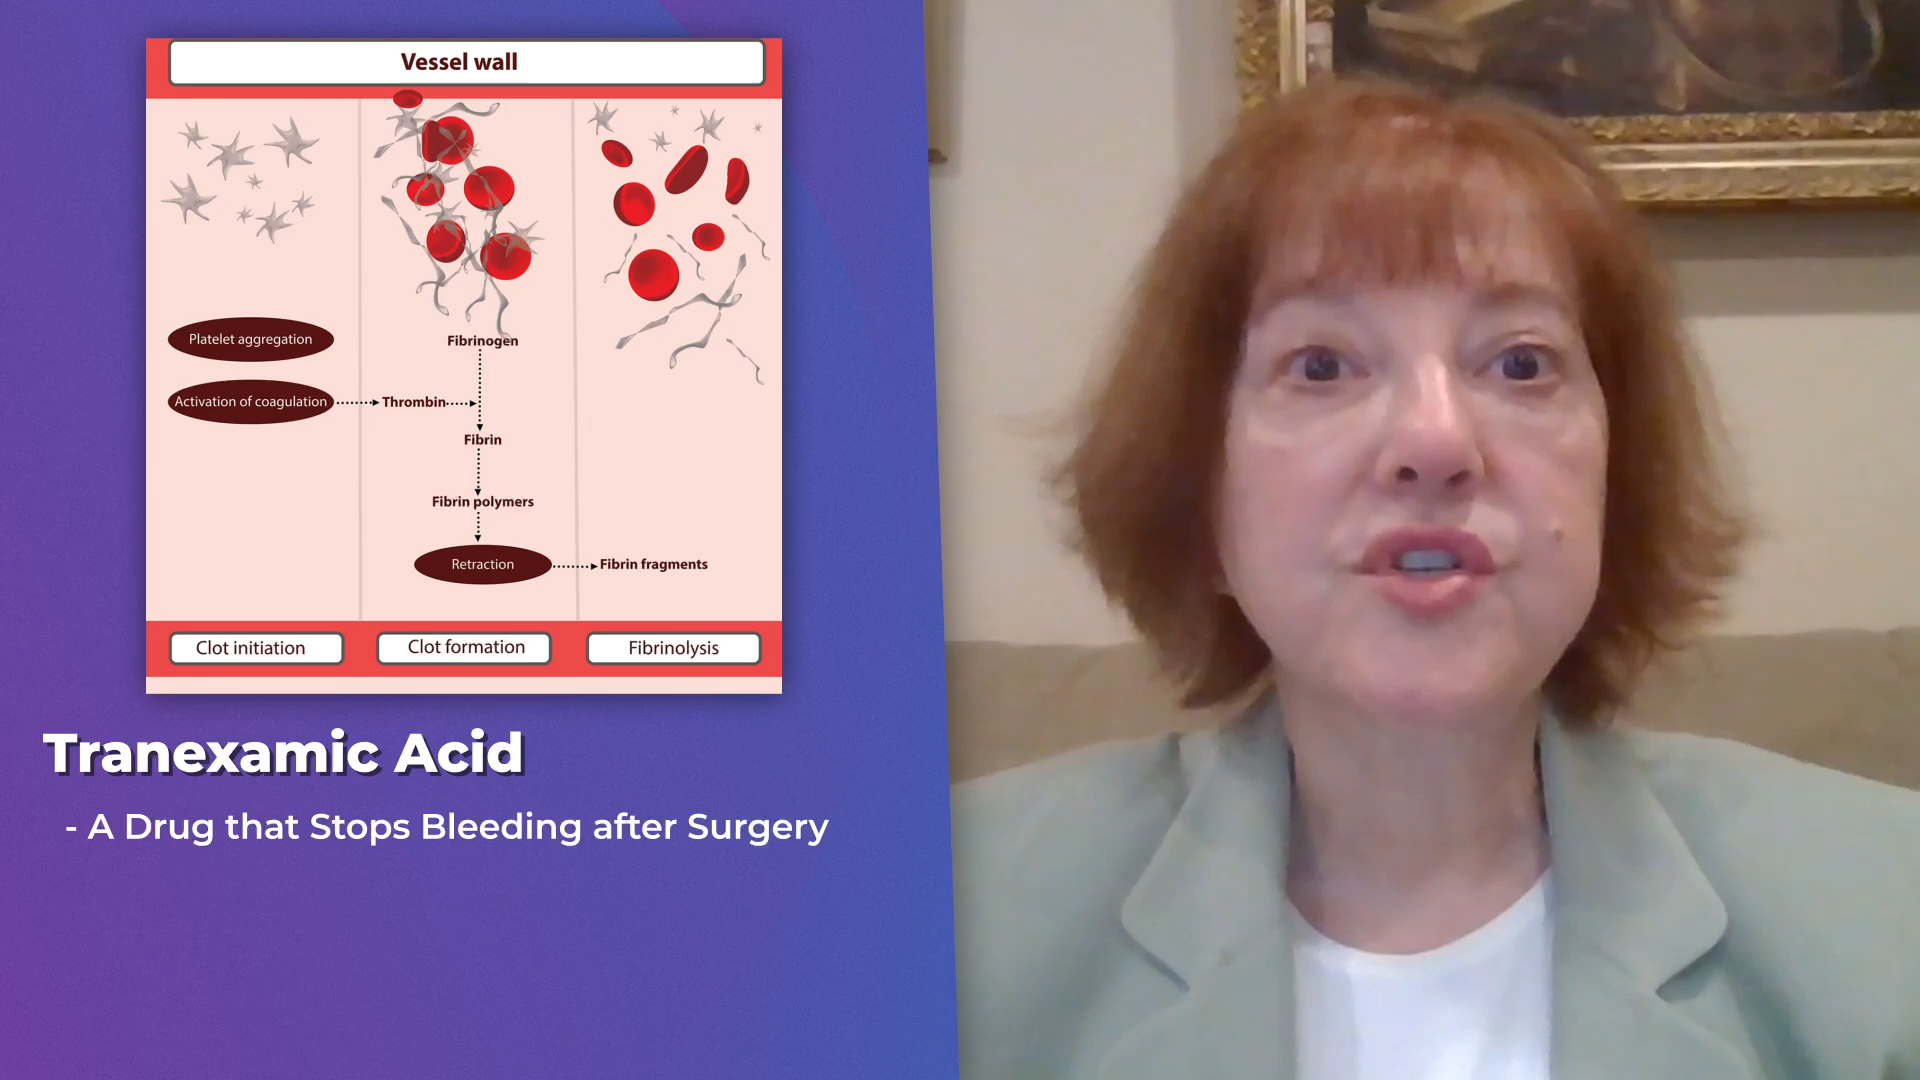 Vessel wall
Platelet aggregation
Activation of coagulation
Fibrinogen
Thrombin
Fibrin
Fibrin polymers
Retraction
Fibrin fragments
Clot initiation
Clot formation
Fibrinolysis
Tranexamic Acid
- A Drug that Stops Bleeding after Surgery